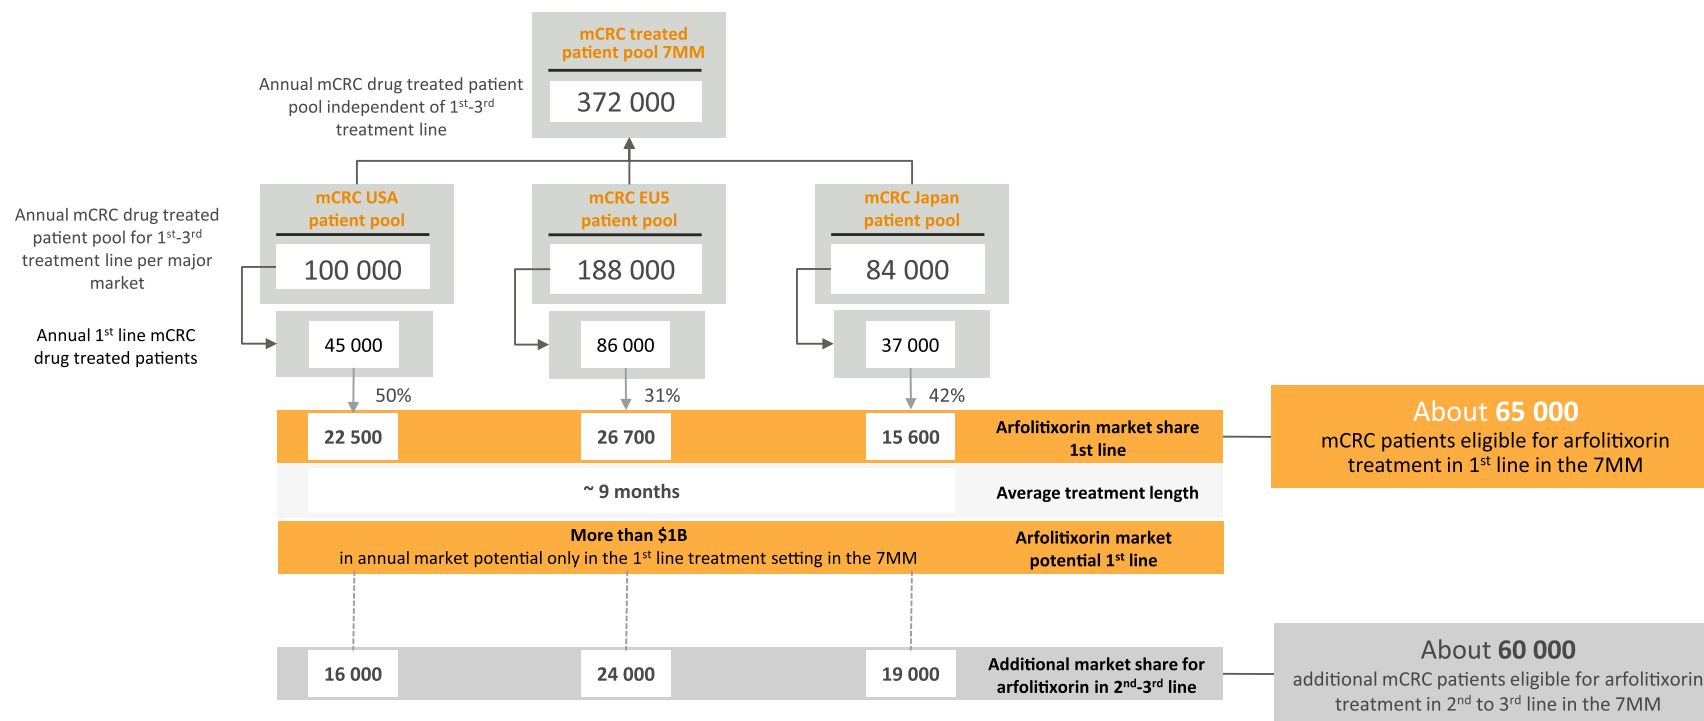 mCRC treated
patient pool 7MM
372 000
Annual mCRC drug treated patient
pool independent of 1st-3rd
treatment line
mCRC USA
patient pool
100 000
mCRC EU5
patient pool
188 000
mCRC Japan
patient pool
84 000
Annual mCRC drug treated
patient pool for 1st-3rd
treatment line per major
market
Annual 1st line mCRC
drug treated patients
45 000
86 000
37 000
50%
31%
42%
22 500
26 700
15 600
Arfolitixorin market share
1st line
About 65 000
mCRC patients eligible for arfolitixorin
treatment in 1st line in the 7MM
~ 9 months
Average treatment length
More than $1B
in annual market potential only in the 1st line treatment setting in the 7MM
Arfolitixorin market
potential 1st line
16 000
24 000
19 000
Additional market share for
arfolitixorin in 2nd-3rd line
About 60 000
additional mCRC patients eligible for arfolitixorin
treatment in 2nd to 3rd line in the 7MM